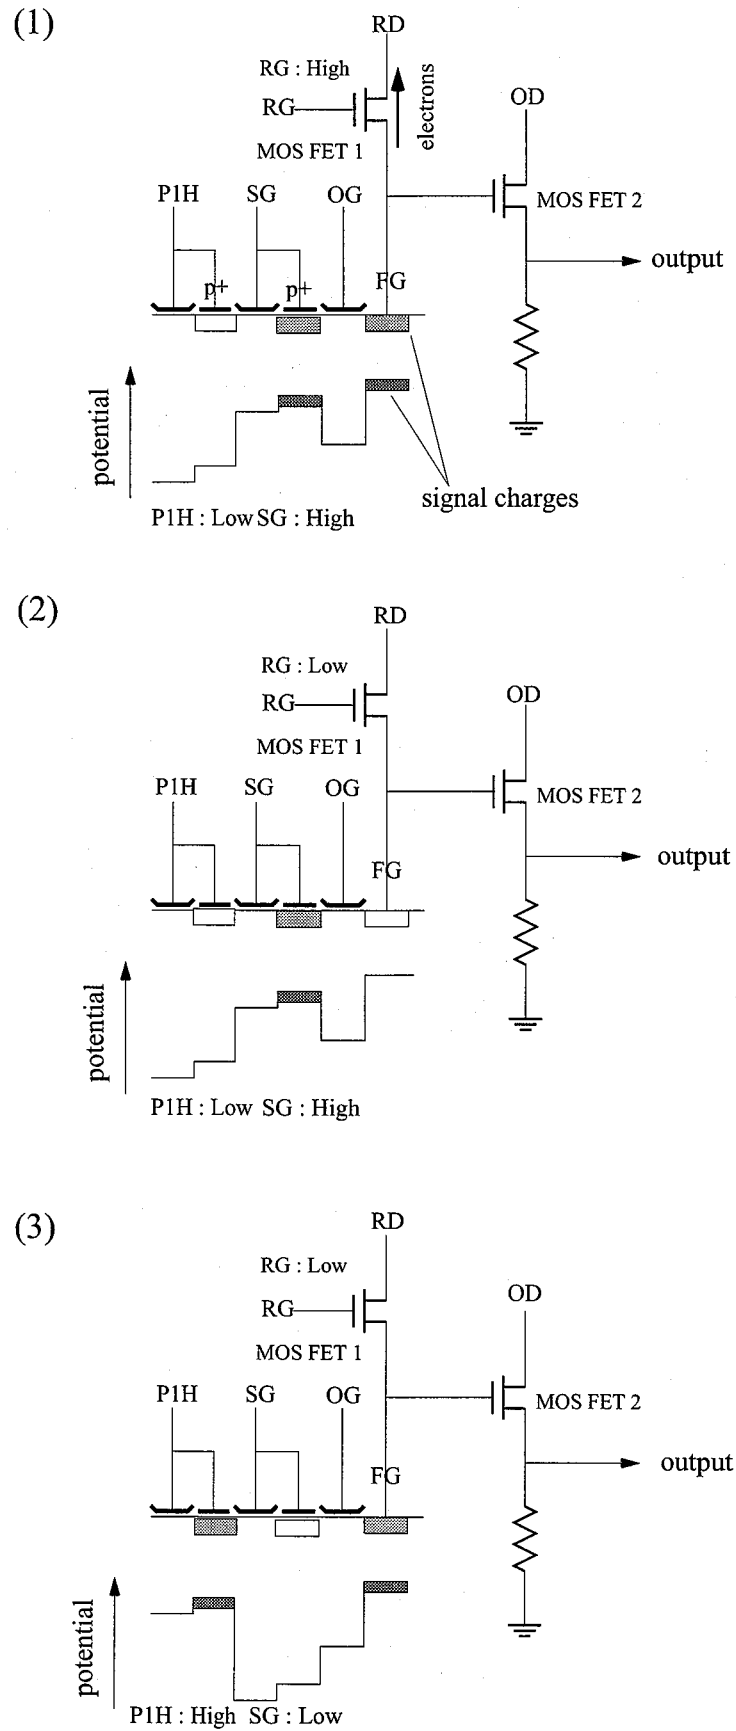 (1)
RD
RG : High
RG
electrons
OD
MOS FET 1
P1H
SG
OG
MOS FET 2
output
FG
p+
p+
potential
signal charges
P1H : Low SG : High
(2)
RD
RG : Low
RG
OD
MOS FET 1
P1H
SG
OG
MOS FET 2
output
FG
potential
P1H : Low SG : High
(3)
RD
RG : Low
RG
OD
MOS FET 1
P1H
SG
OG
MOS FET 2
output
FG
potential
P1H : High SG : Low